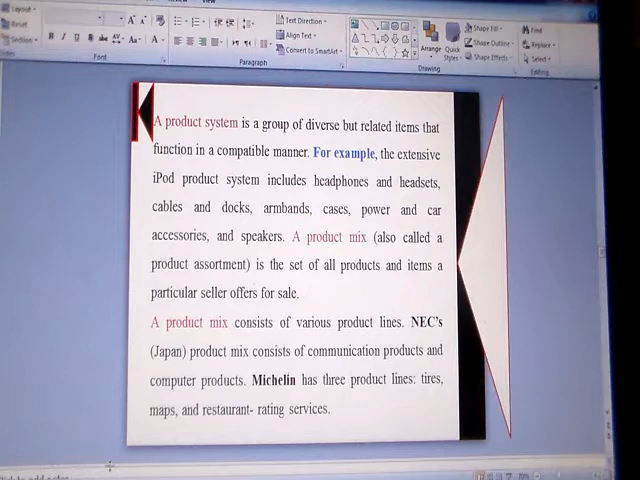 View
Layout
Reset
Section
Text Direction
Align Text
Convert to SmartArt
Arrange
Quick Styles
Shape Fill
Shape Outline
Shape Effects
Find
Replace
Select
Font
Paragraph
Drawing
Editing
A product system is a group of diverse but related items that
function in a compatible manner. For example, the extensive
iPod product system includes headphones and headsets,
cables and docks, armbands, cases, power and car
accessories, and speakers. A product mix (also called a
product assortment) is the set of all products and items a
particular seller offers for sale.
A product mix consists of various product lines. NEC's
(Japan) product mix consists of communication products and
computer products. Michelin has three product lines: tires,
maps, and restaurant- rating services.
70%